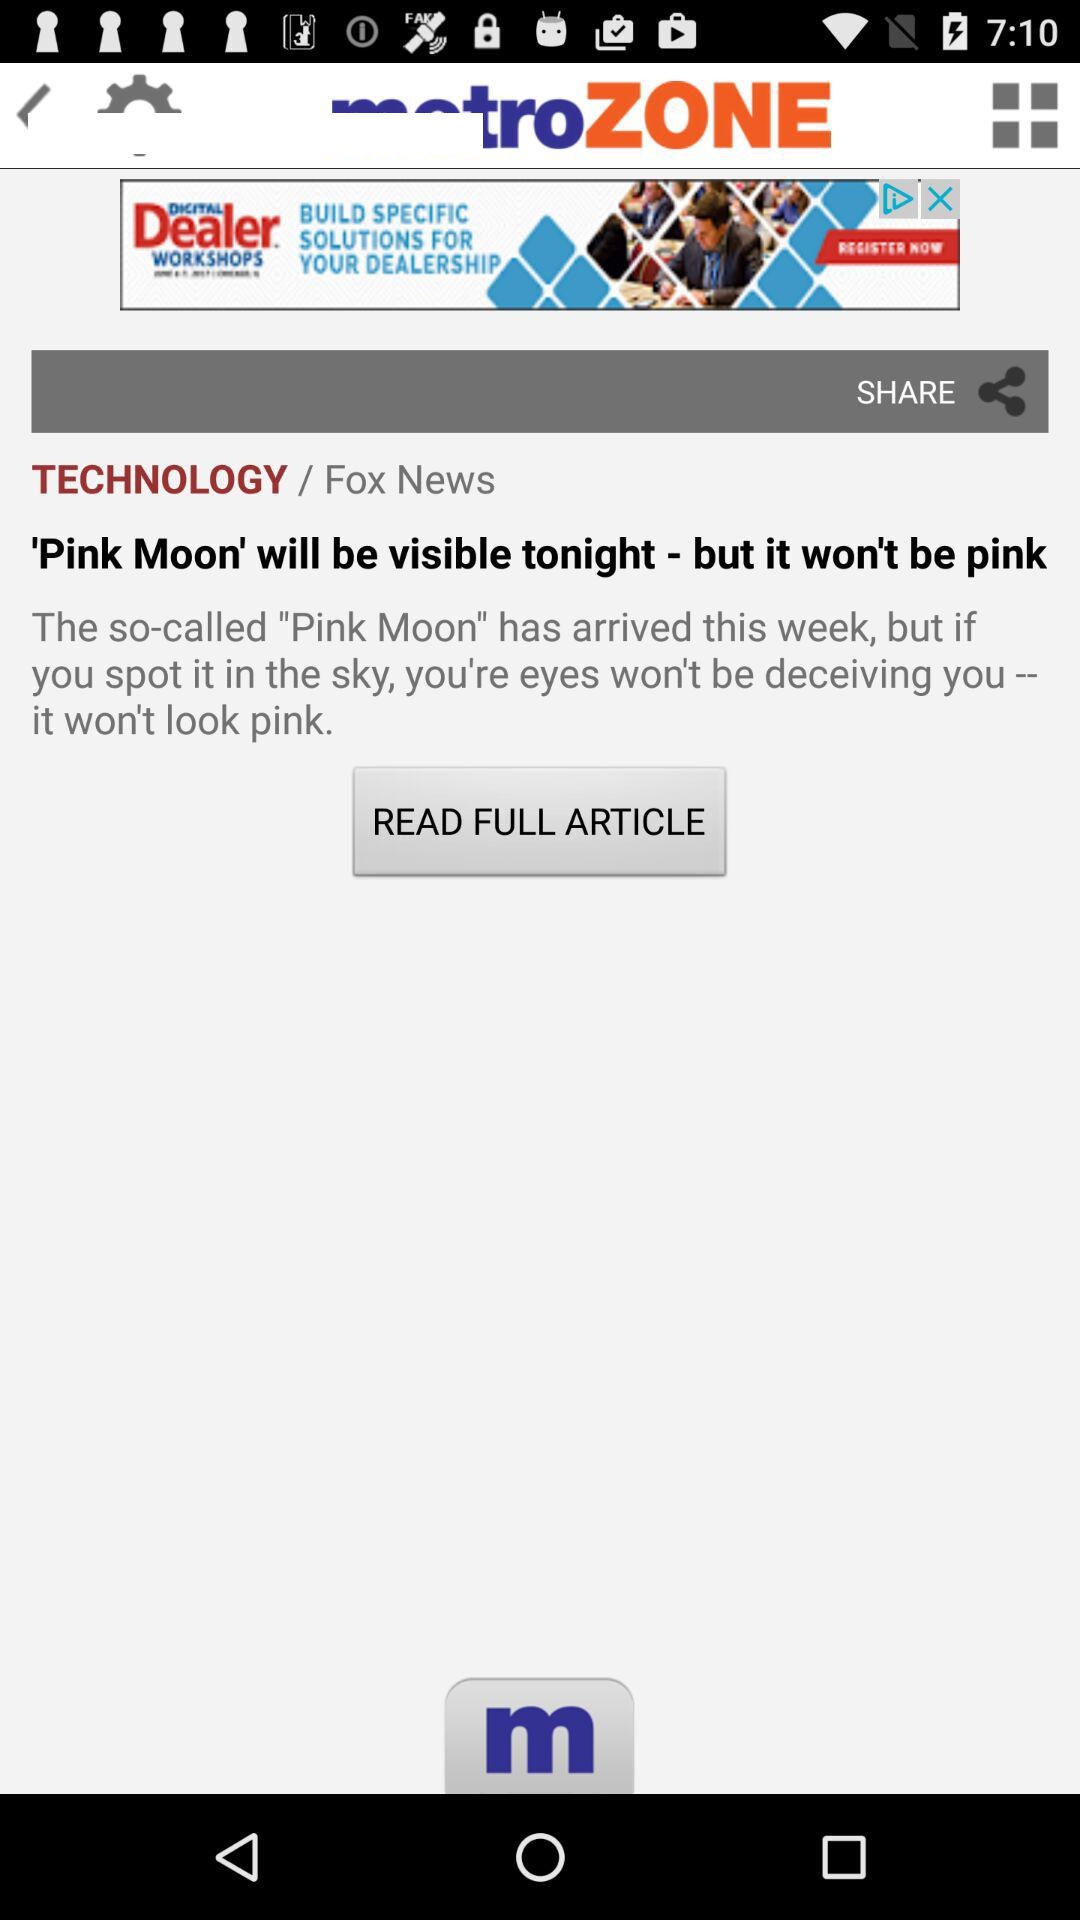 FAKE
7:10
metroZONE
DIGITAL
Dealer
WORKSHOPS
BUILD SPECIFIC
SOLUTIONS FOR
YOUR DEALERSHIP
REGISTER NOW
SHARE
TECHNOLOGY / Fox News
'Pink Moon' will be visible tonight - but it won't be pink
The so-called "Pink Moon" has arrived this week, but if
you spot it in the sky, you're eyes won't be deceiving you --
it won't look pink.
READ FULL ARTICLE
m